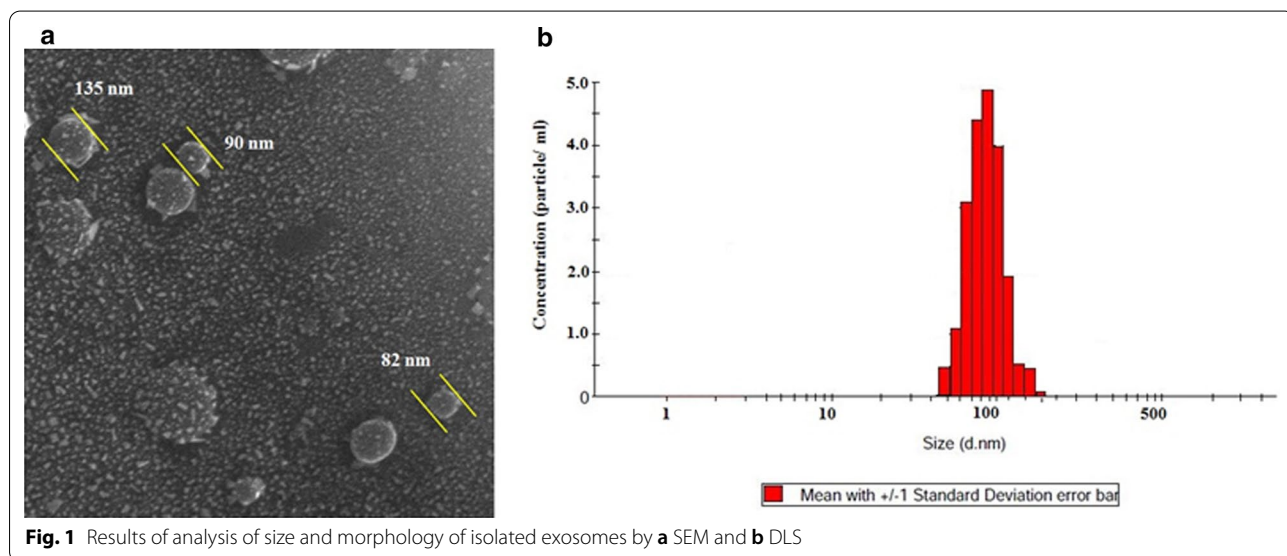 a
135 nm
90 nm
82 nm
b
Concentration (particle/ ml)
5.0
4.0
3.0
2.0
1.0
0
1 10 100 500
Size (d.nm)
Mean with +/-1 Standard Deviation error bar
Fig. 1 Results of analysis of size and morphology of isolated exosomes by a SEM and b DLS